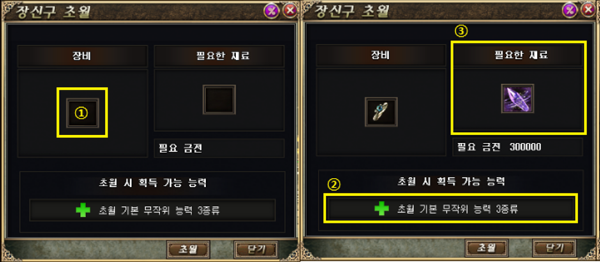 장신구 초월
장비
필요한 재료
①
필요 금전
초월 시 획득 가능 능력
초월 기본 무작위 능력 3종류
초월
닫기
장신구 초월
③
장비
필요한 재료
필요 금전 300000
초월 시 획득 가능 능력
②
초월 기본 무작위 능력 3종류
초월
닫기